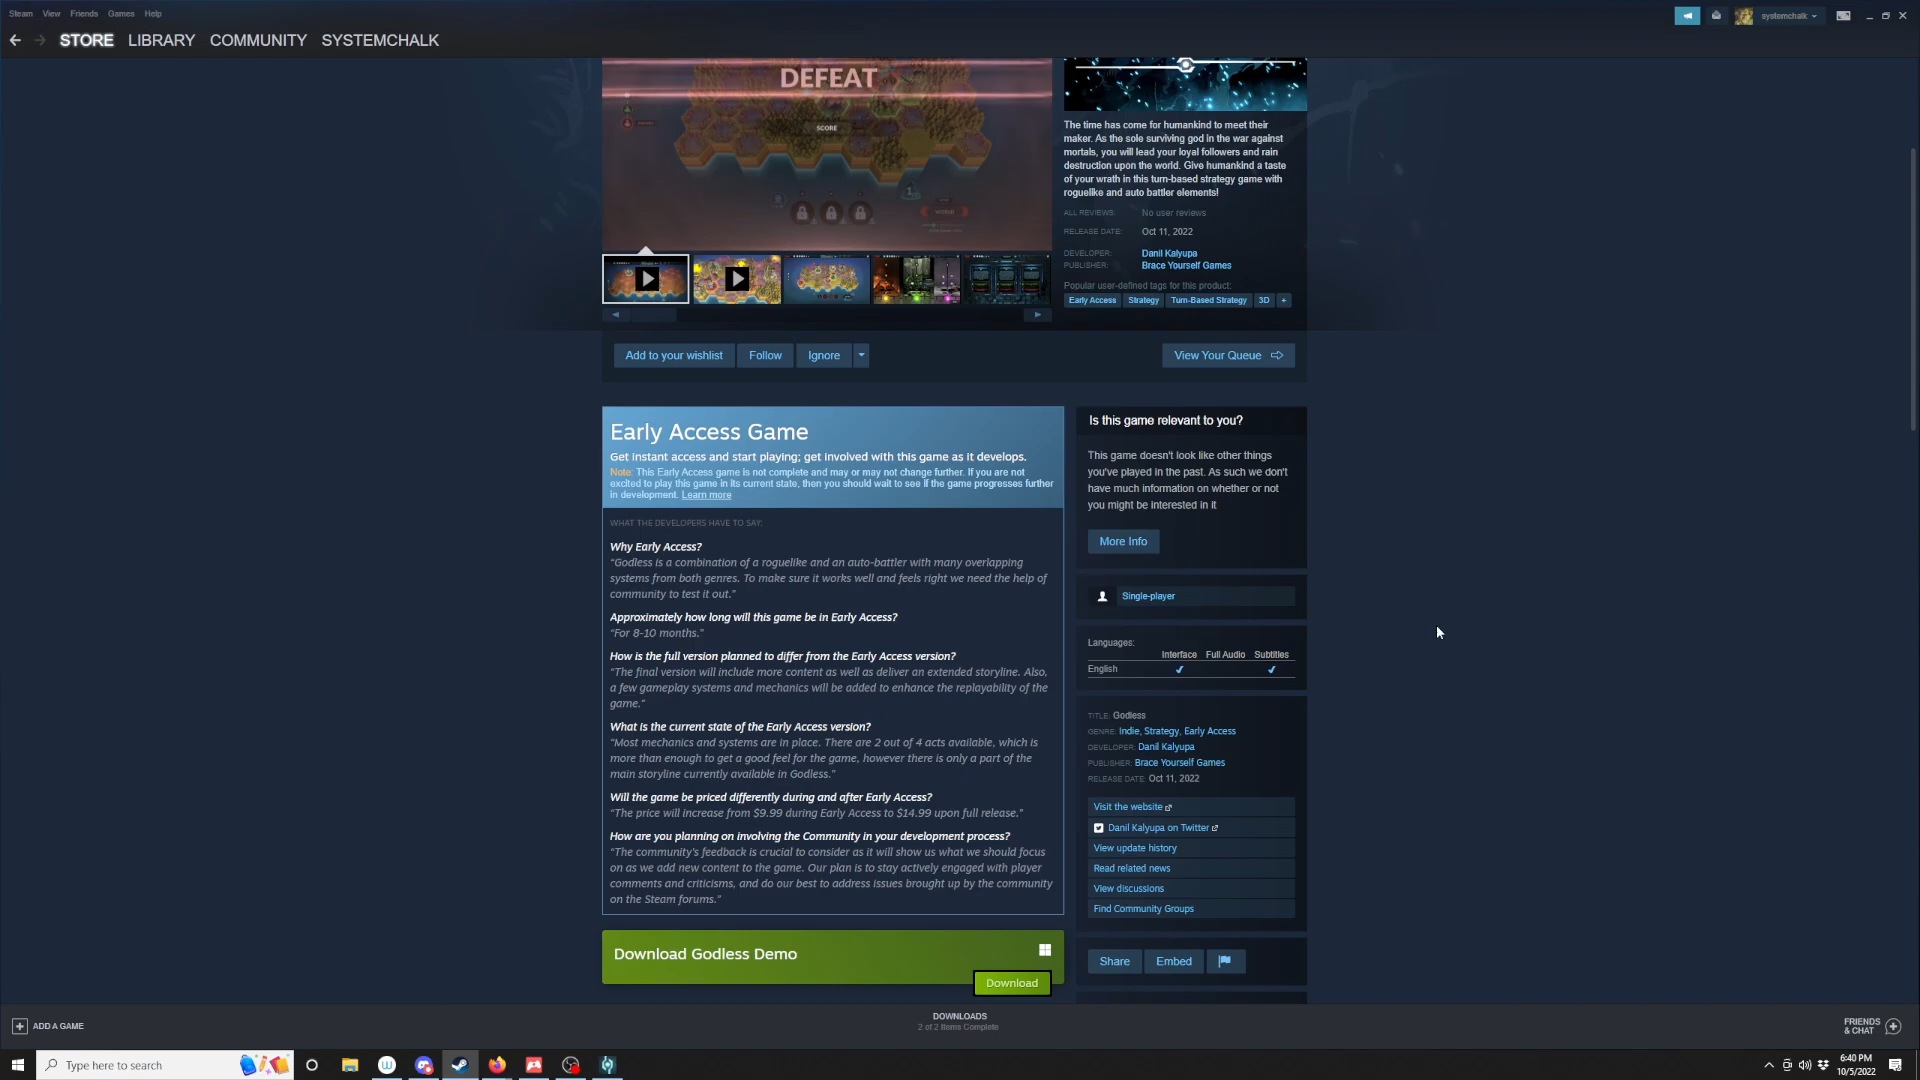 Steam View Friends Games Help
systemchalk
STORE LIBRARY COMMUNITY SYSTEMCHALK
DEFEAT
SCORE
WORLD
The time has come for humankind to meet their
maker. As the sole surviving god in the war against
mortals, you will lead your loyal followers and rain
destruction upon the world. Give humankind a taste
of your wrath in this turn-based strategy game with
roguelike and auto battler elements!
ALL REVIEWS: No user reviews
RELEASE DATE: Oct 11, 2022
DEVELOPER: Danil Kalyupa
PUBLISHER: Brace Yourself Games
Popular user-defined tags for this product:
Early Access Strategy Turn-Based Strategy 3D +
Add to your wishlist Follow Ignore
View Your Queue
Early Access Game
Get instant access and start playing; get involved with this game as it develops.
Note: This Early Access game is not complete and may or may not change further. If you are not
excited to play this game in its current state, then you should wait to see if the game progresses further
in development. Learn more
WHAT THE DEVELOPERS HAVE TO SAY:
Why Early Access?
“Godless is a combination of a roguelike and an auto-battler with many overlapping
systems from both genres. To make sure it works well and feels right we need the help of
community to test it out.”
Approximately how long will this game be in Early Access?
“For 8-10 months.”
How is the full version planned to differ from the Early Access version?
“The final version will include more content as well as deliver an extended storyline. Also,
a few gameplay systems and mechanics will be added to enhance the replayability of the
game.”
What is the current state of the Early Access version?
“Most mechanics and systems are in place. There are 2 out of 4 acts available, which is
more than enough to get a good feel for the game, however there is only a part of the
main storyline currently available in Godless.”
Will the game be priced differently during and after Early Access?
“The price will increase from $9.99 during Early Access to $14.99 upon full release.”
How are you planning on involving the Community in your development process?
“The community’s feedback is crucial to consider as it will show us what we should focus
on as we add new content to the game. Our plan is to stay actively engaged with player
comments and criticisms, and do our best to address issues brought up by the community
on the Steam forums.”
Download Godless Demo
Download
Is this game relevant to you?
This game doesn't look like other things
you've played in the past. As such we don't
have much information on whether or not
you might be interested in it
More Info
Single-player
Languages:
Interface Full Audio Subtitles
English ✔ ✔
TITLE: Godless
GENRE: Indie, Strategy, Early Access
DEVELOPER: Danil Kalyupa
PUBLISHER: Brace Yourself Games
RELEASE DATE: Oct 11, 2022
Visit the website
Danil Kalyupa on Twitter
View update history
Read related news
View discussions
Find Community Groups
Share Embed
ADD A GAME
DOWNLOADS
2 of 2 Items Complete
FRIENDS
& CHAT
Type here to search
6:40 PM
10/5/2022